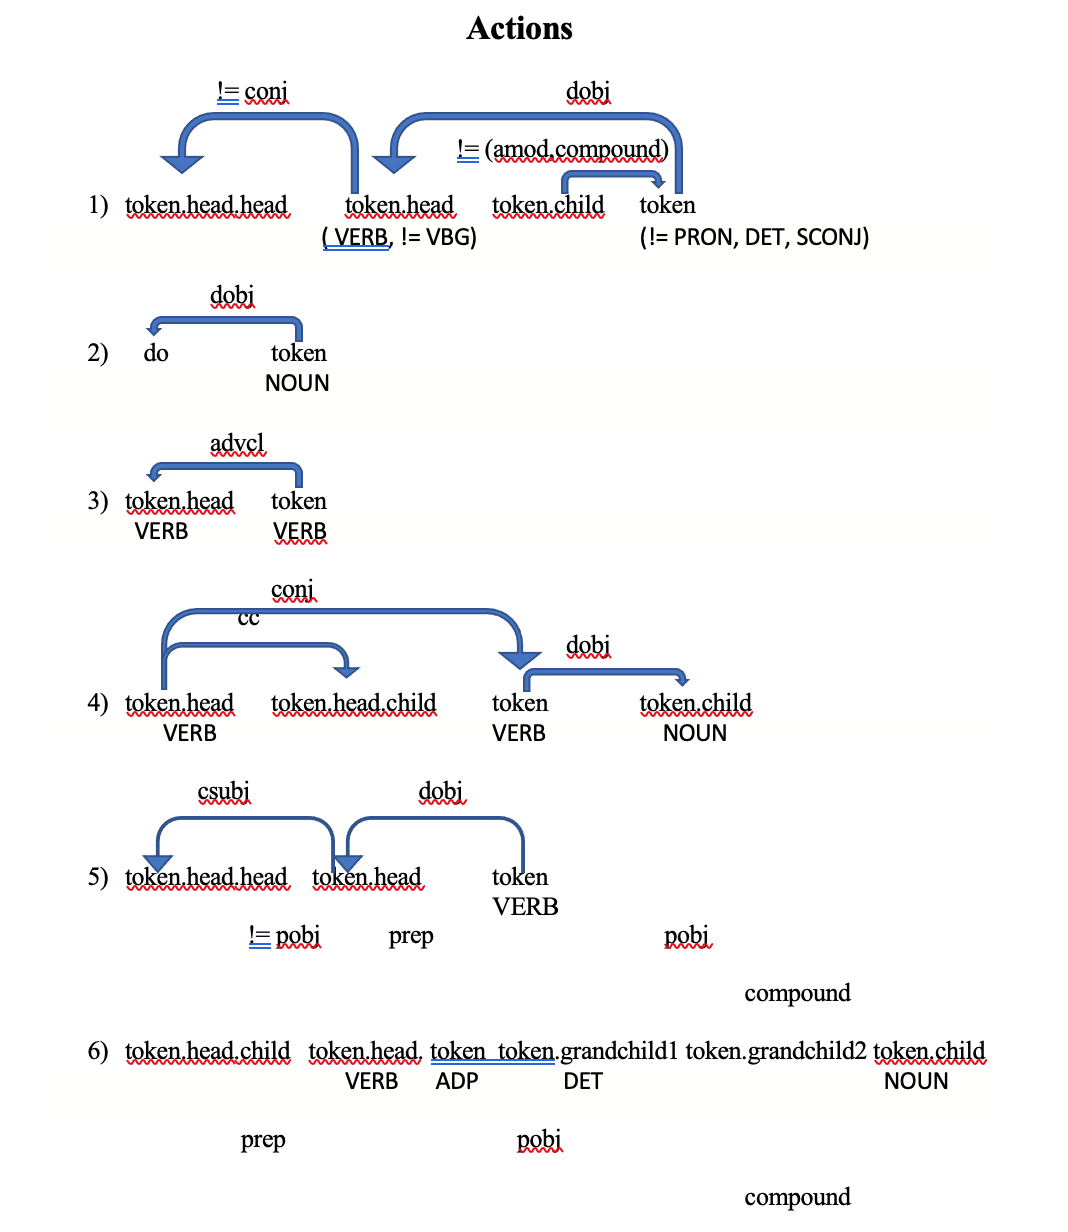 Actions
!= conj dobj
!= (amod,compound)
1) token.head.head token.head token.child token
( VERB, != VBG) (!= PRON, DET, SCONJ)
dobj
2) do token
NOUN
advcl
3) token.head token
VERB VERB
conj
cc
dobj
4) token.head token.head.child token token.child
VERB VERB NOUN
csubj dobj
5) token.head.head token.head token
VERB
!= pobj prep pobj
compound
6) token.head.child token.head. token token.grandchild1 token.grandchild2 token.child
VERB ADP DET NOUN
prep pobj
compound